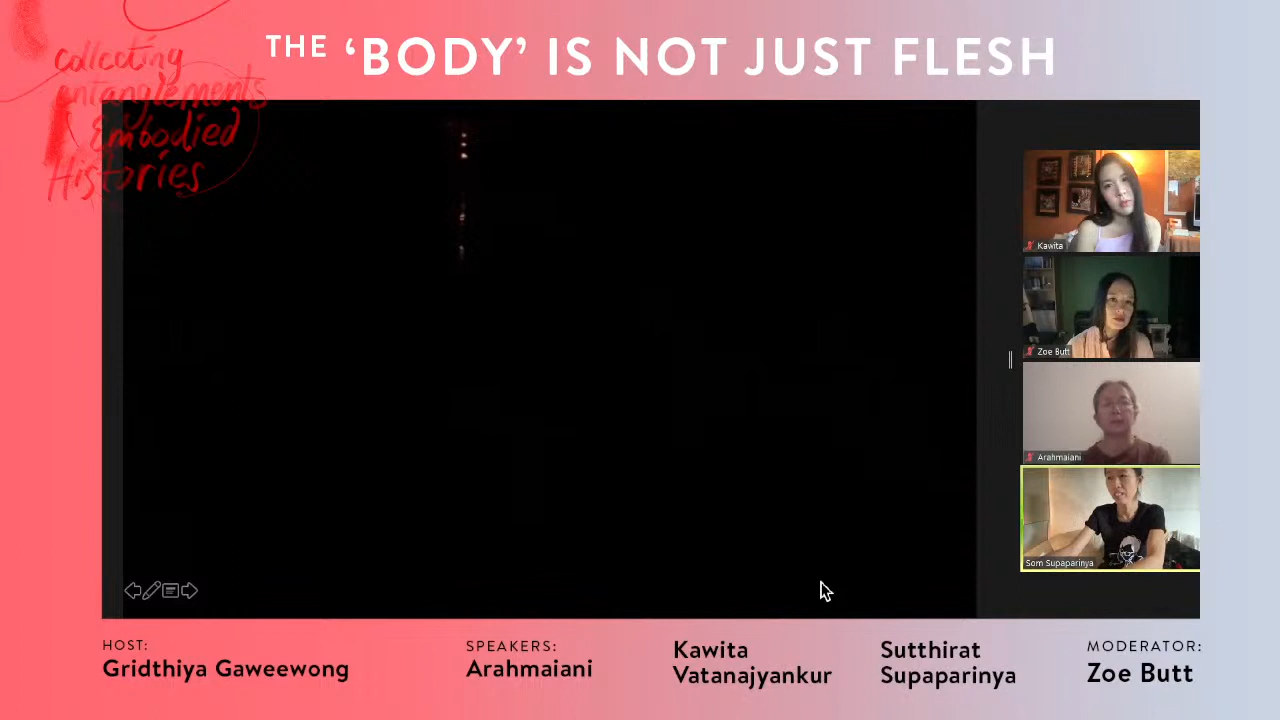 collecting
entanglements
Embodied
Histories
THE ‘BODY’ IS NOT JUST FLESH
Kawita
Zoe Butt
Arahmaiani
Som Supaparinya
HOST:
Gridthiya Gaweewong
SPEAKERS:
Arahmaiani
Kawita
Vatanajyankur
Sutthirat
Supaparinya
MODERATOR:
Zoe Butt